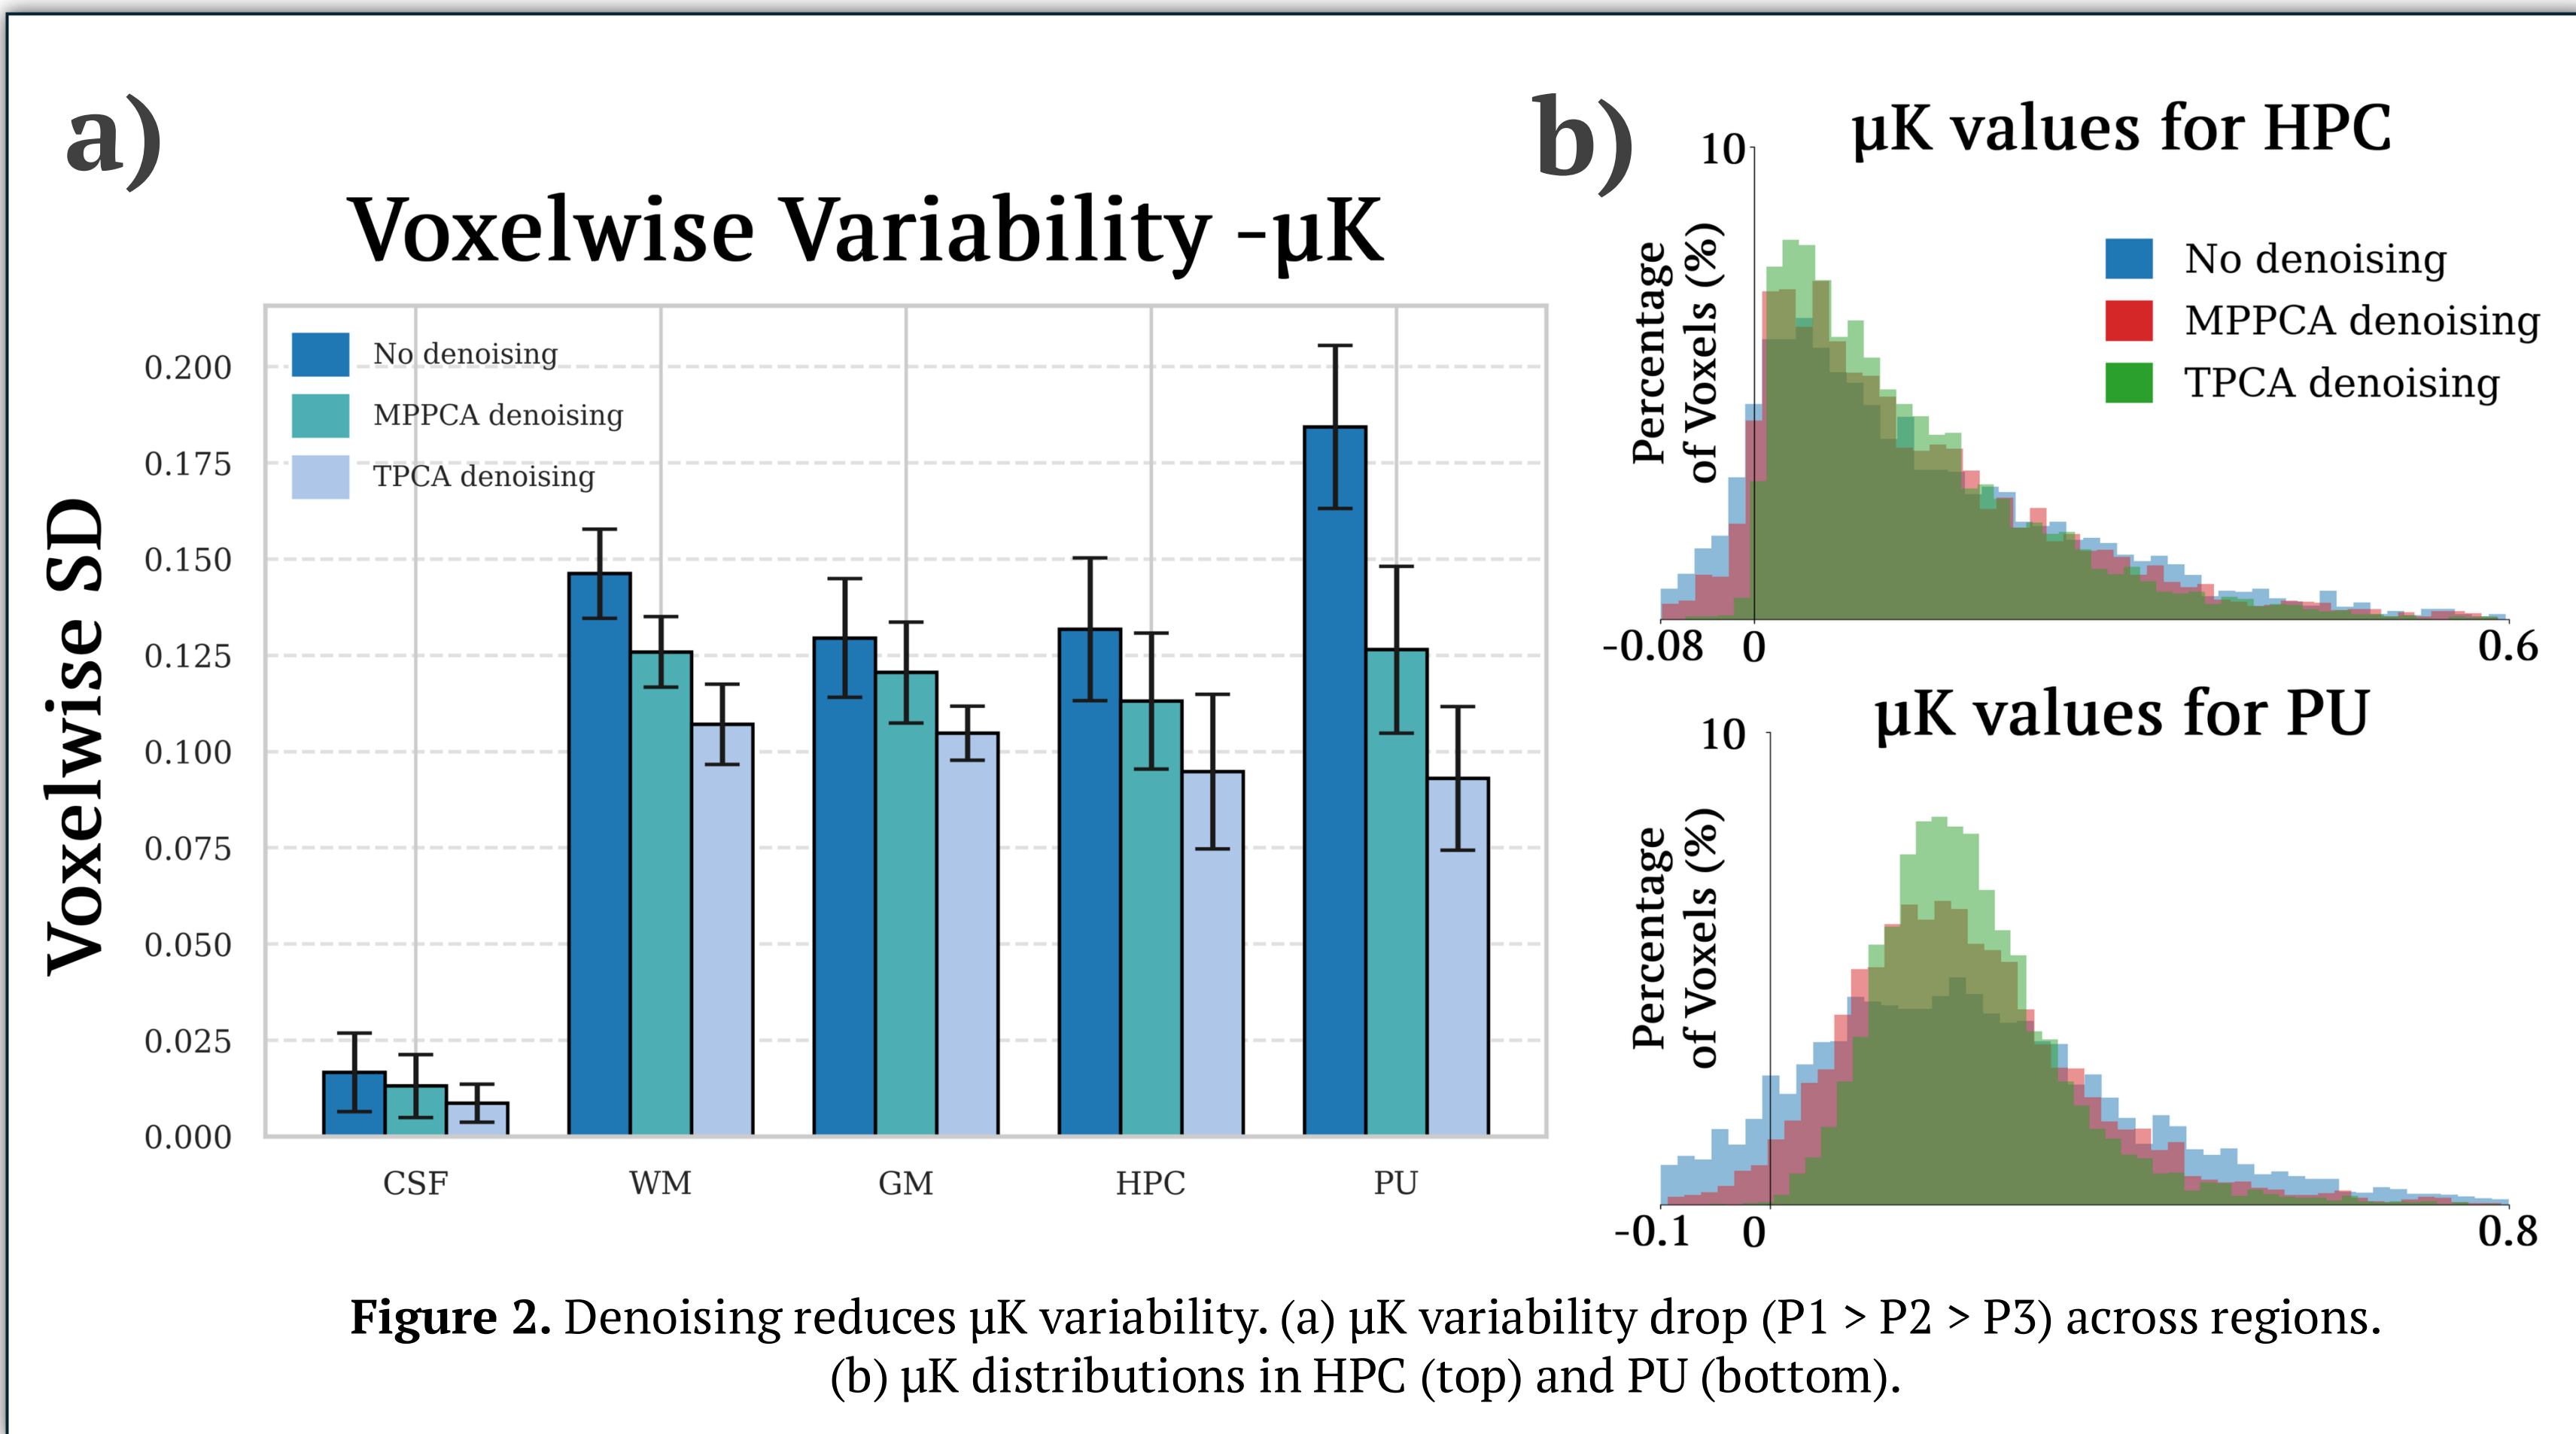 a)
Voxelwise Variability -µK
Voxelwise SD
No denoising
MPPCA denoising
TPCA denoising
0.200
0.175
0.150
0.125
0.100
0.075
0.050
0.025
0.000
CSF
WM
GM
HPC
PU
b)
µK values for HPC
10
Percentage
of Voxels (%)
No denoising
MPPCA denoising
TPCA denoising
-0.08
0
0.6
µK values for PU
10
Percentage
of Voxels (%)
-0.1
0
0.8
Figure 2. Denoising reduces µK variability. (a) µK variability drop (P1 > P2 > P3) across regions.
(b) µK distributions in HPC (top) and PU (bottom).